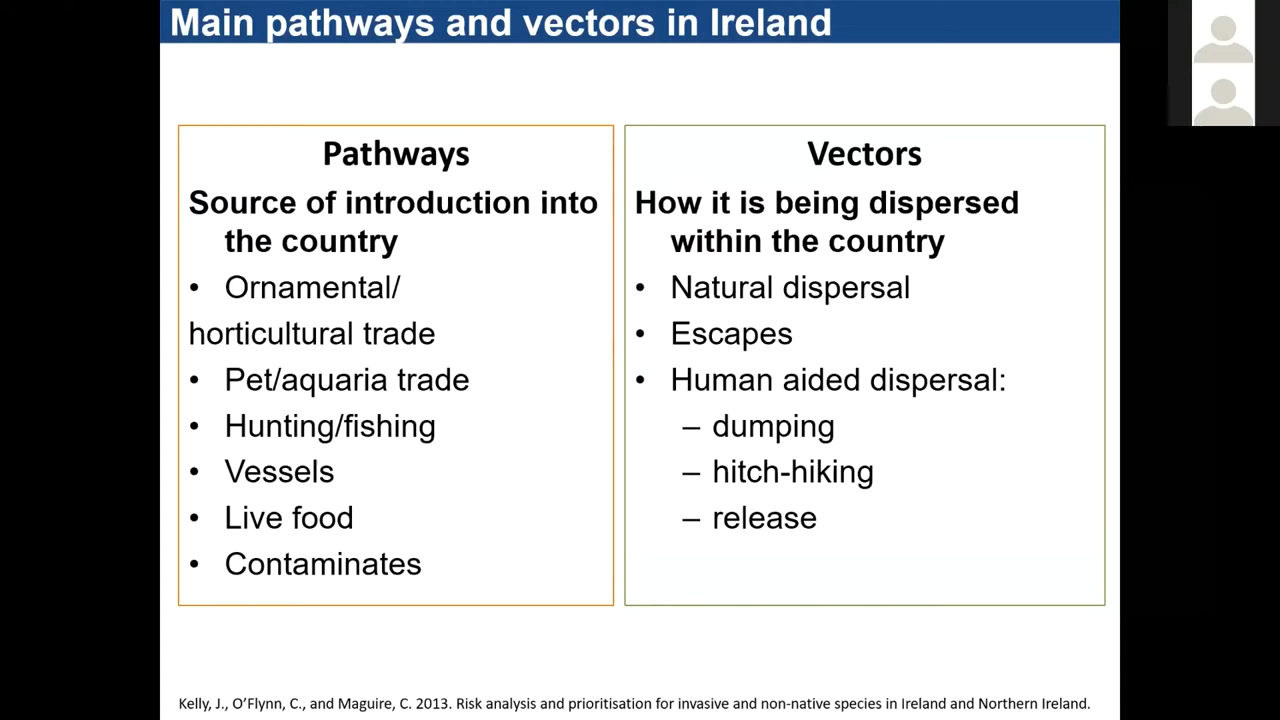 Main pathways and vectors in Ireland
Pathways
Source of introduction into
the country
• Ornamental/
horticultural trade
• Pet/aquaria trade
• Hunting/fishing
• Vessels
• Live food
• Contaminates
Vectors
How it is being dispersed
within the country
• Natural dispersal
• Escapes
• Human aided dispersal:
– dumping
– hitch-hiking
– release
Kelly, J., O’Flynn, C., and Maguire, C. 2013. Risk analysis and prioritisation for invasive and non-native species in Ireland and Northern Ireland.